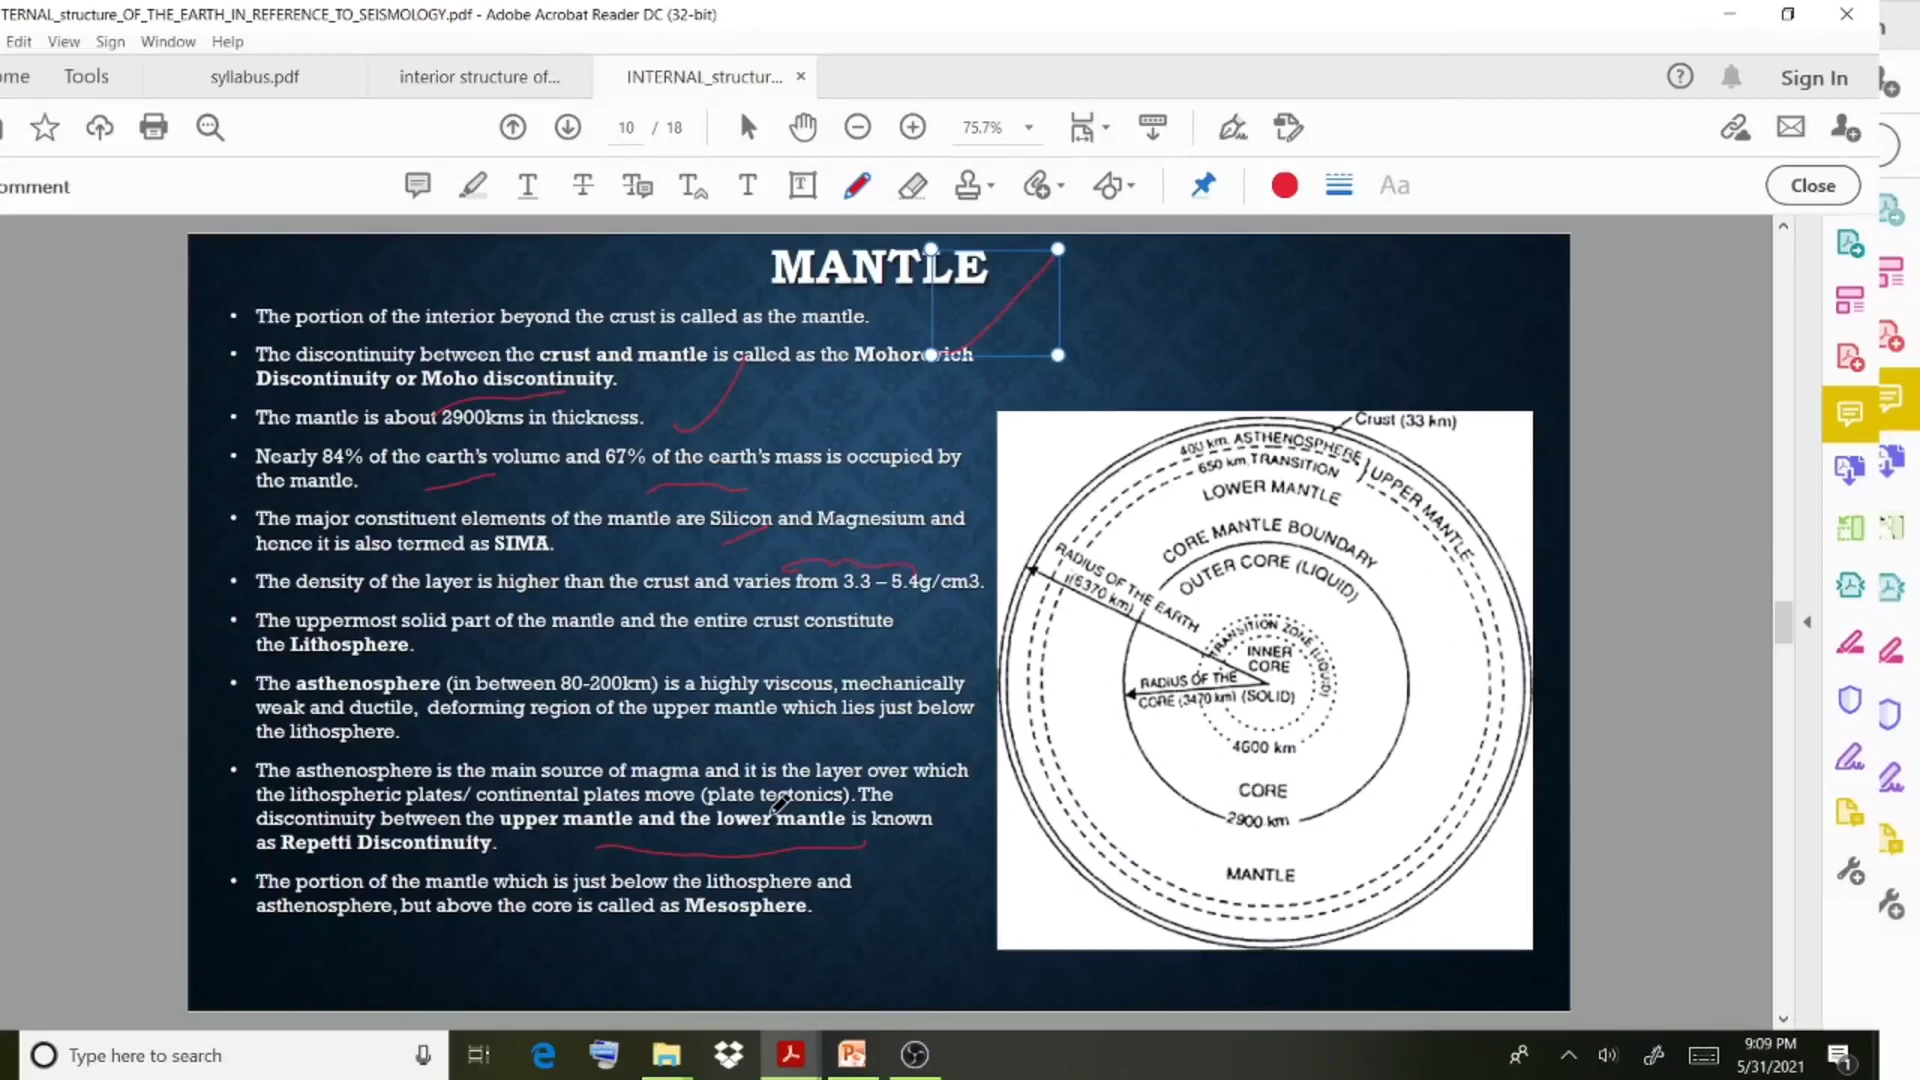 TERNAL_structure_OF_THE_EARTH_IN_REFERENCE_TO_SEISMOLOGY.pdf - Adobe Acrobat Reader DC (32-bit)
Edit View Sign Window Help
ome Tools syllabus.pdf interior structure of... INTERNAL_structur... Sign In
10 / 18 75.7%
omment Aa Close
MANTLE
• The portion of the interior beyond the crust is called as the mantle.
• The discontinuity between the crust and mantle is called as the
Discontinuity or Moho discontinuity.
• The mantle is about 2900kms in thickness.
• Nearly 84% of the earth's volume and 67% of the earth's mass is occupied by
the mantle.
• The major constituent elements of the mantle are Silicon and Magnesium and
hence it is also termed as SIMA.
• The density of the layer is higher than the crust and varies from 3.3 – 5.4g/cm3.
• The uppermost solid part of the mantle and the entire crust constitute
the Lithosphere.
• The asthenosphere (in between 80-200km) is a highly viscous, mechanically
weak and ductile, deforming region of the upper mantle which lies just below
the lithosphere.
• The asthenosphere is the main source of magma and it is the layer over which
the lithospheric plates/ continental plates move (plate tectonics). The
discontinuity between the upper mantle and the lower mantle is known
as Repetti Discontinuity.
• The portion of the mantle which is just below the lithosphere and
asthenosphere, but above the core is called as Mesosphere.
Crust (33 km)
400 km. ASTHENOSPHERE
650 km, TRANSITION
UPPER MANTLE
LOWER MANTLE
CORE MANTLE BOUNDARY
OUTER CORE (LIQUID)
RADIUS OF THE EARTH
(6370 km)
TRANSITION ZONE (LIQUID)
INNER
CORE
RADIUS OF THE
CORE (3470 km) (SOLID)
4600 km
CORE
2900 km
MANTLE
Type here to search
9:09 PM
5/31/2021
1